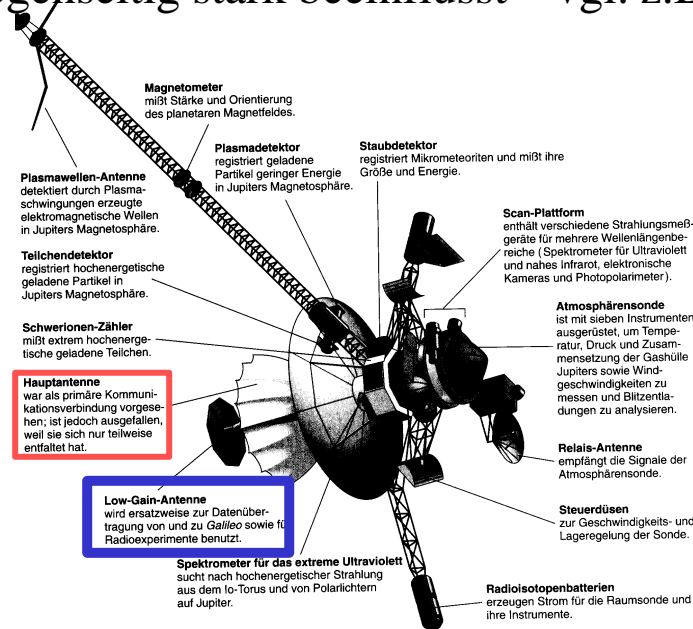 gegenseitig stark beeinflusst – vgl. z.B
Magnetometer
mißt Stärke und Orientierung
des planetaren Magnetfeldes.
Plasmadetektor
registriert geladene
Partikel geringer Energie
in Jupiters Magnetosphäre.
Staubdetektor
registriert Mikrometeoriten und mißt ihre
Größe und Energie.
Plasmawellen-Antenne
detektiert durch Plasma-
schwingungen erzeugte
elektromagnetische Wellen
in Jupiters Magnetosphäre.
Scan-Plattform
enthält verschiedene Strahlungsmeß-
geräte für mehrere Wellenlängenbe-
reiche (Spektrometer für Ultraviolett
und nahes Infrarot, elektronische
Kameras und Photopolarimeter).
Teilchendetektor
registriert hochenergetische
geladene Partikel in
Jupiters Magnetosphäre.
Atmosphärensonde
ist mit sieben Instrumenten
ausgerüstet, um Tempe-
ratur, Druck und Zusam-
mensetzung der Gashülle
Jupiters sowie Wind-
geschwindigkeiten zu
messen und Blitzentla-
dungen zu analysieren.
Schwerionen-Zähler
mißt extrem hochenerge-
tische geladene Teilchen.
Hauptantenne
war als primäre Kommuni-
kationsverbindung vorgese-
hen; ist jedoch ausgefallen,
weil sie sich nur teilweise
entfaltet hat.
Relais-Antenne
empfängt die Signale der
Atmosphärensonde.
Low-Gain-Antenne
wird ersatzweise zur Datenüber-
tragung von und zu Galileo sowie fü
Radioexperimente benutzt.
Steuerdüsen
zur Geschwindigkeits- und
Lageregelung der Sonde.
Spektrometer für das extreme Ultraviolett
sucht nach hochenergetischer Strahlung
aus dem Io-Torus und von Polarlichtern
auf Jupiter.
Radioisotopenbatterien
erzeugen Strom für die Raumsonde und
ihre Instrumente.